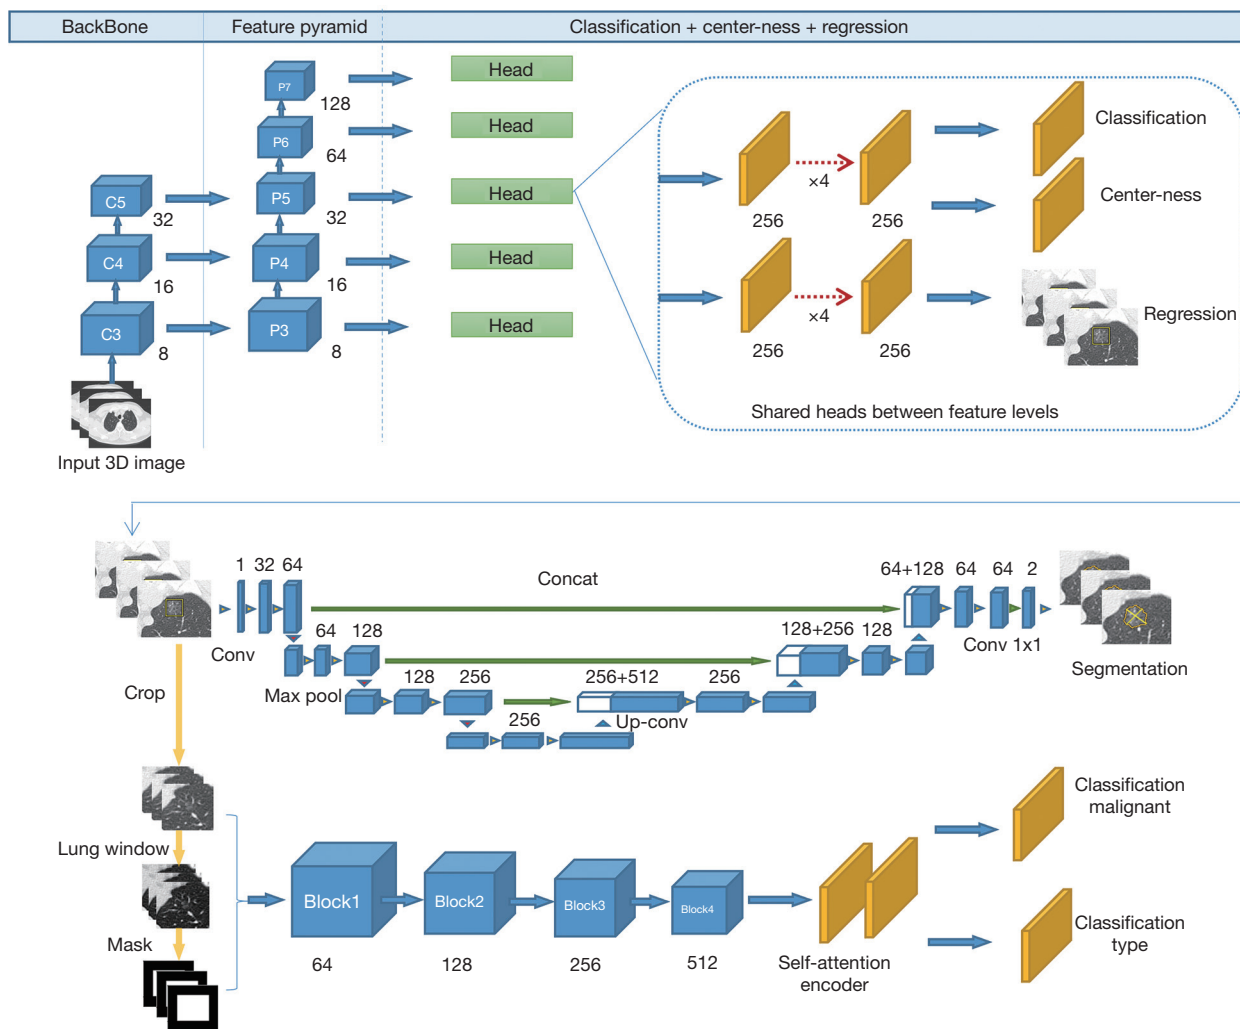 BackBone
Feature pyramid
Classification + center-ness + regression
P7
128
Head
P6
64
Head
C5
32
P5
32
Head
C4
16
P4
16
Head
C3
8
P3
8
Head
Input 3D image
×4
256
256
Classification
Center-ness
×4
256
256
Regression
Shared heads between feature levels
1
32
64
Concat
64+128
64
64
2
Conv
64
128
128+256
128
Conv 1x1
Segmentation
Max pool
128
256
256+512
256
Up-conv
256
Crop
Lung window
Mask
Block1
Block2
Block3
Block4
64
128
256
512
Self-attention
encoder
Classification
malignant
Classification
type